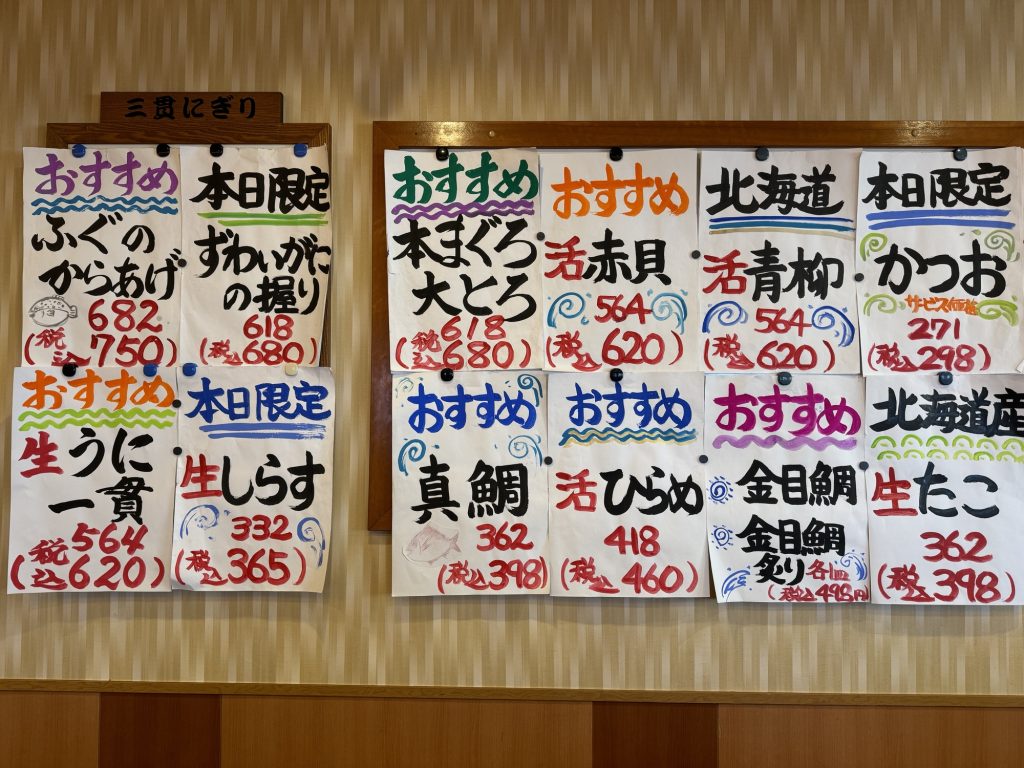 三貫にぎり
おすすめ
ふぐの
からあげ
682
(税込750)
本日限定
ずわいがに
の握り
618
(税込680)
おすすめ
生うに
一貫
564
(税込620)
本日限定
生しらす
332
(税込365)
おすすめ
本まぐろ
大とろ
618
(税込680)
おすすめ
活赤貝
564
(税込620)
北海道
活青柳
564
(税込620)
本日限定
かつお
サービス価格
271
(税込298)
おすすめ
真鯛
362
(税込398)
おすすめ
活ひらめ
418
(税込460)
おすすめ
金目鯛
金目鯛
炙り各1皿
(税込498円)
北海道産
生たこ
362
(税込398)